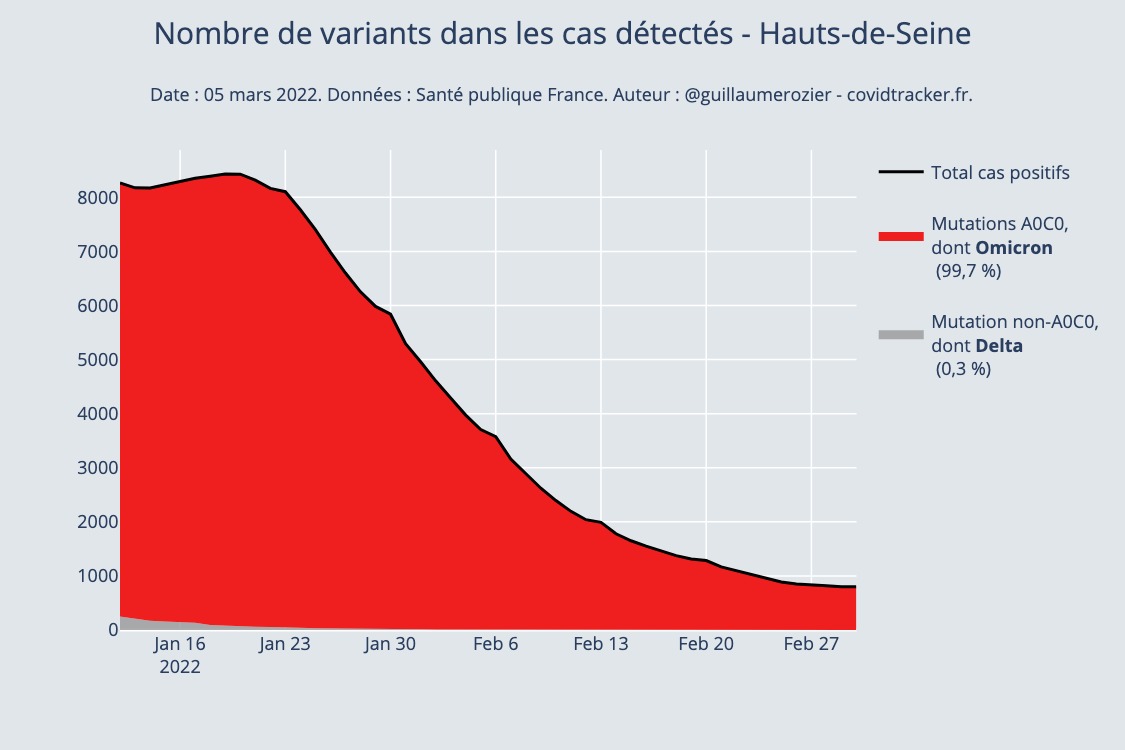 Nombre de variants dans les cas détectés - Hauts-de-Seine
Date : 05 mars 2022. Données : Santé publique France. Auteur : @guillaumerozier - covidtracker.fr.
Total cas positifs
Mutations A0C0,
dont Omicron
(99,7 %)
Mutation non-A0C0,
dont Delta
(0,3 %)
8000
7000
6000
5000
4000
3000
2000
1000
0
Jan 16 Jan 23 Jan 30 Feb 6 Feb 13 Feb 20 Feb 27
2022